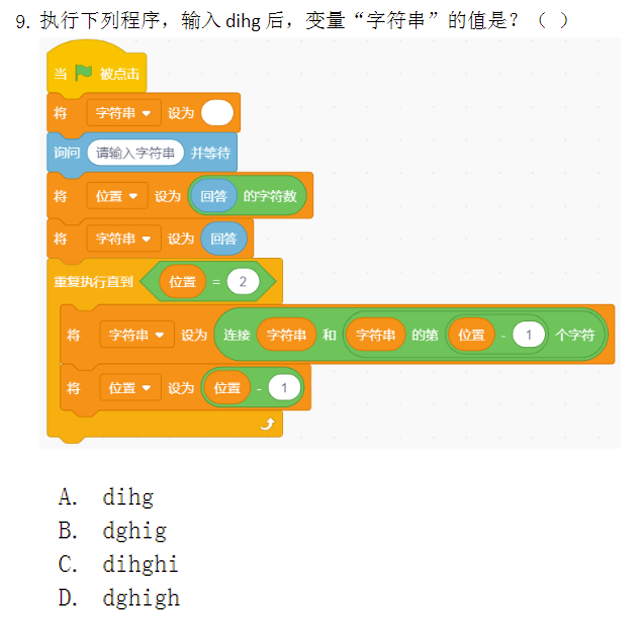 9. 执行下列程序，输入 dihg 后，变量“字符串”的值是？（ ）
当 被点击
将 字符串 设为
询问 请输入字符串 并等待
将 位置 设为 回答 的字符数
将 字符串 设为 回答
重复执行直到 位置 = 2
将 字符串 设为 连接 字符串 和 字符串 的第 位置 - 1 个字符
将 位置 设为 位置 - 1
A. dihg
B. dghig
C. dihghi
D. dghigh